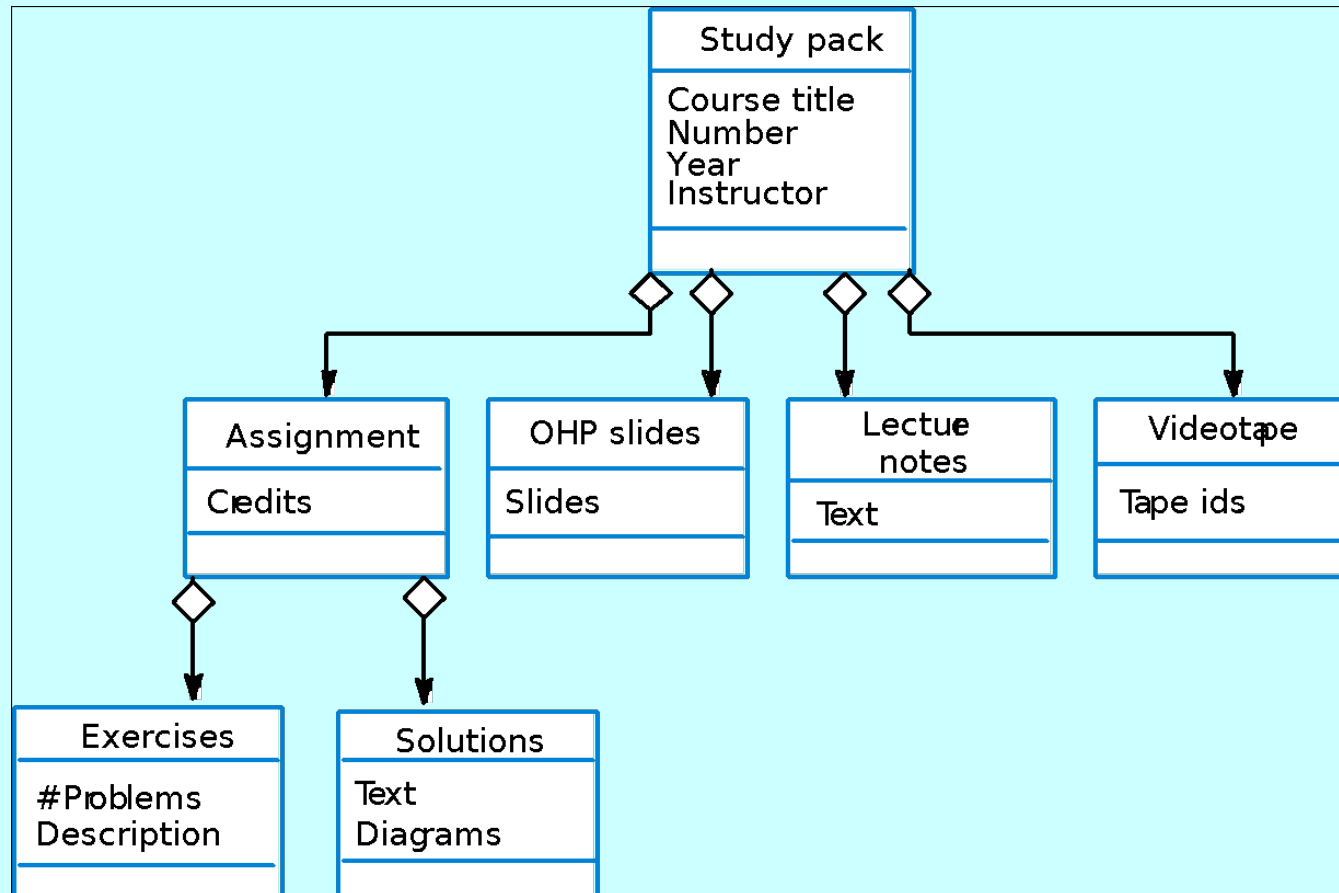 Study pack
Course title
Number
Year
Instructor
Assignment
Credits
OHP slides
Slides
Lecture
notes
Text
Videotape
Tape ids
Exercises
#Problems
Description
Solutions
Text
Diagrams